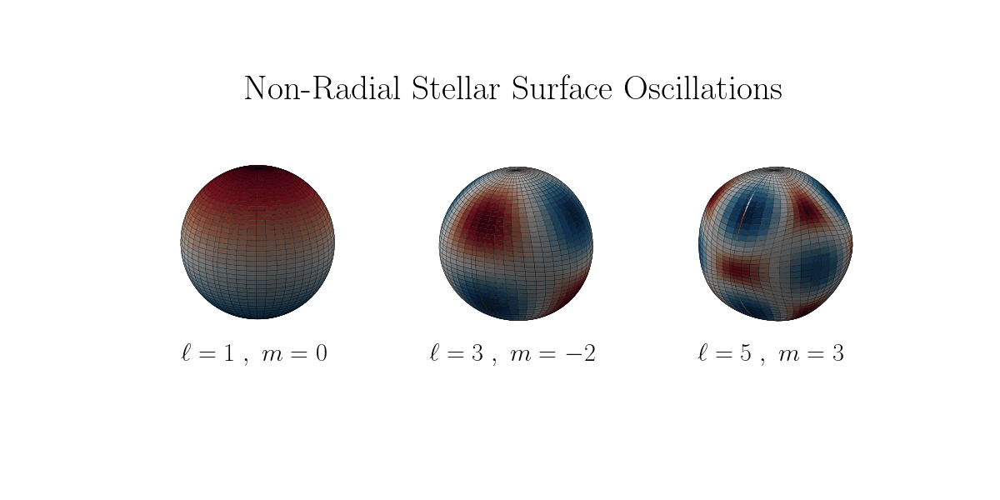 Non-Radial Stellar Surface Oscillations
ℓ = 1 , m = 0
ℓ = 3 , m = −2
ℓ = 5 , m = 3